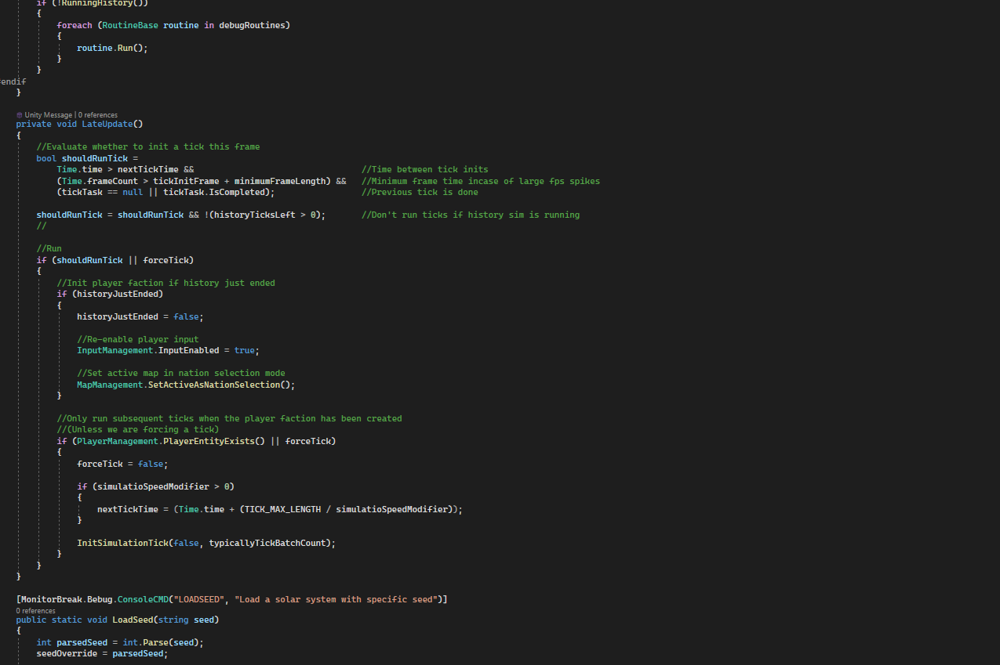 if (!RunningHistory())
{
foreach (RoutineBase routine in debugRoutines)
{
routine.Run();
}
}
#endif
}
Unity Message | 0 references
private void LateUpdate()
{
//Evaluate whether to init a tick this frame
bool shouldRunTick =
Time.time > nextTickTime && //Time between tick inits
(Time.frameCount > tickInitFrame + minimumFrameLength) && //Minimum frame time incase of large fps spikes
(tickTask == null || tickTask.IsCompleted); //Previous tick is done
shouldRunTick = shouldRunTick && !(historyTicksLeft > 0); //Don't run ticks if history sim is running
//
//Run
if (shouldRunTick || forceTick)
{
//Init player faction if history just ended
if (historyJustEnded)
{
historyJustEnded = false;
//Re-enable player input
InputManagement.InputEnabled = true;
//Set active map in nation selection mode
MapManagement.SetActiveAsNationSelection();
}
//Only run subsequent ticks when the player faction has been created
//(Unless we are forcing a tick)
if (PlayerManagement.PlayerEntityExists() || forceTick)
{
forceTick = false;
if (simulatioSpeedModifier > 0)
{
nextTickTime = (Time.time + (TICK_MAX_LENGTH / simulatioSpeedModifier));
}
InitSimulationTick(false, typicallyTickBatchCount);
}
}
}
[MonitorBreak.Bebug.ConsoleCMD("LOADSEED", "Load a solar system with specific seed")]
0 references
public static void LoadSeed(string seed)
{
int parsedSeed = int.Parse(seed);
seedOverride = parsedSeed;